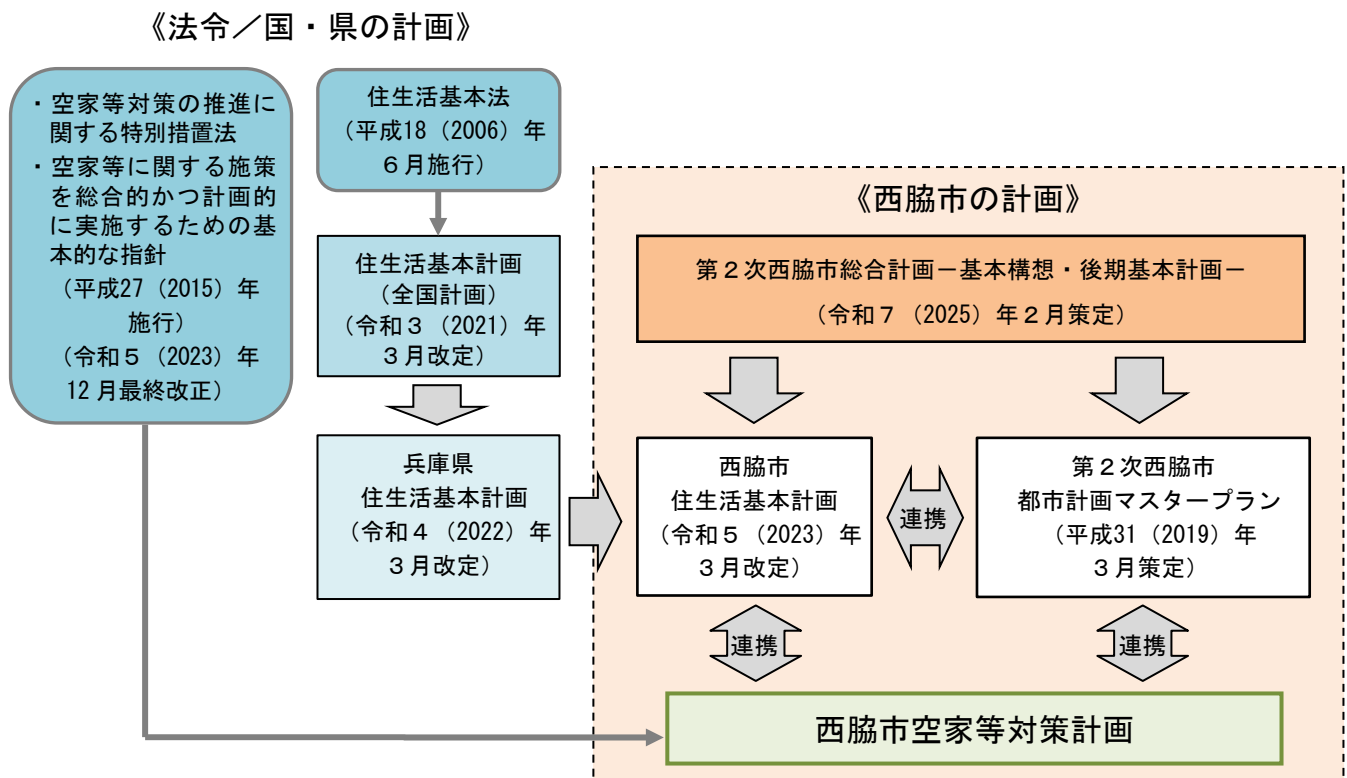 《法令／国・県の計画》
・空家等対策の推進に
関する特別措置法
・空家等に関する施策
を総合的かつ計画的
に実施するための基
本的な指針
（平成27（2015）年
施行）
（令和５（2023）年
12月最終改正）
住生活基本法
（平成18（2006）年
６月施行）
住生活基本計画
（全国計画）
（令和３（2021）年
３月改定）
兵庫県
住生活基本計画
（令和４（2022）年
３月改定）
《西脇市の計画》
第２次西脇市総合計画－基本構想・後期基本計画－
（令和７（2025）年２月策定）
西脇市
住生活基本計画
（令和５（2023）年
３月改定）
連携
第２次西脇市
都市計画マスタープラン
（平成31（2019）年
３月策定）
連携
連携
西脇市空家等対策計画